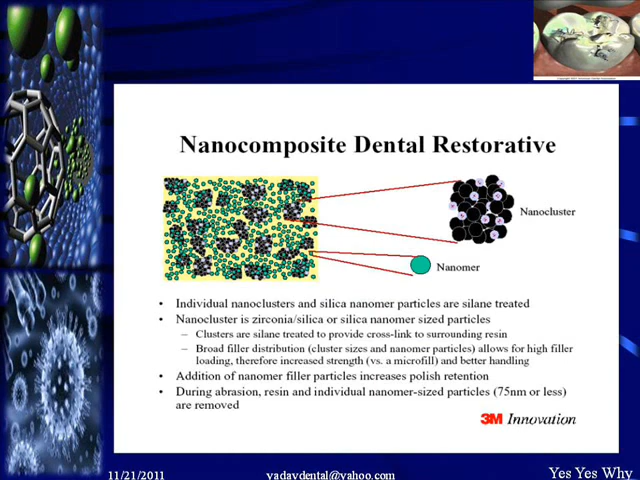 Nanocomposite Dental Restorative
Nanocluster
Nanomer
• Individual nanoclusters and silica nanomer particles are silane treated
• Nanocluster is zirconia/silica or silica nanomer sized particles
– Clusters are silane treated to provide cross-link to surrounding resin
– Broad filler distribution (cluster sizes and nanomer particles) allows for high filler
loading, therefore increased strength (vs. a microfill) and better handling
• Addition of nanomer filler particles increases polish retention
• During abrasion, resin and individual nanomer-sized particles (75nm or less)
are removed
3M Innovation
11/21/2011
yadavdental@yahoo.com
Yes Yes Why